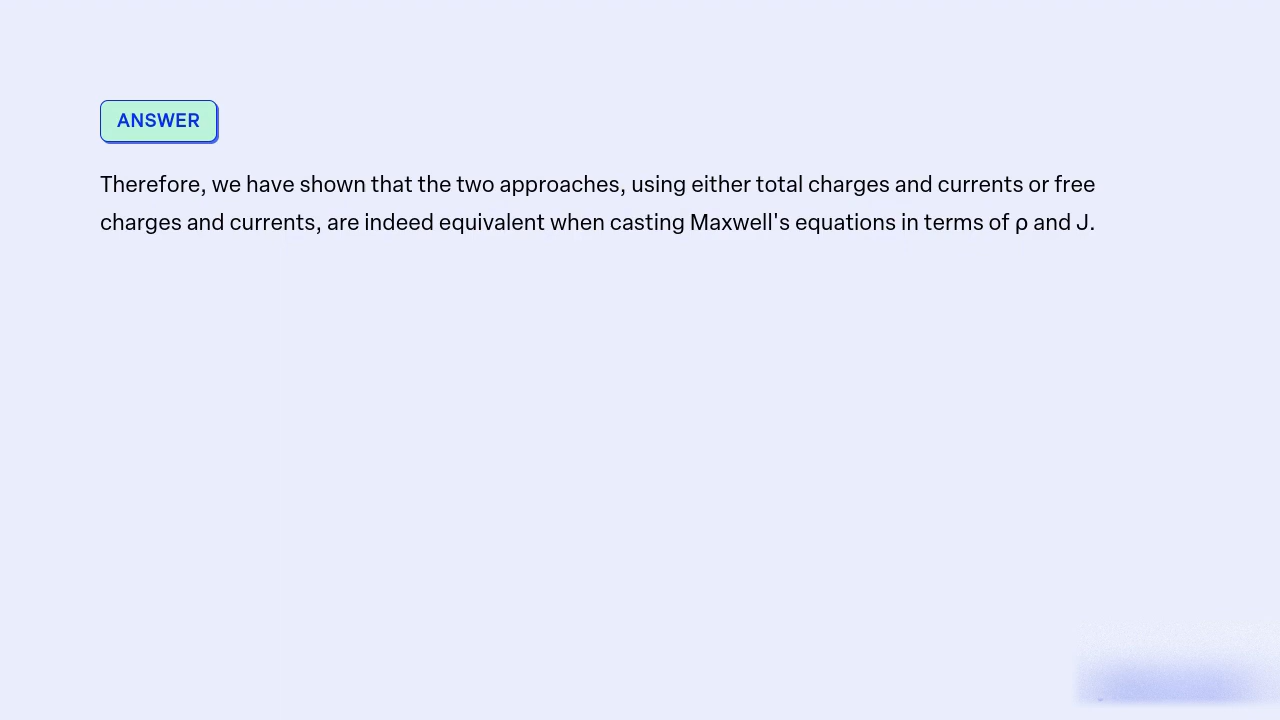 ANSWER
Therefore, we have shown that the two approaches, using either total charges and currents or free
charges and currents, are indeed equivalent when casting Maxwell's equations in terms of ρ and J.